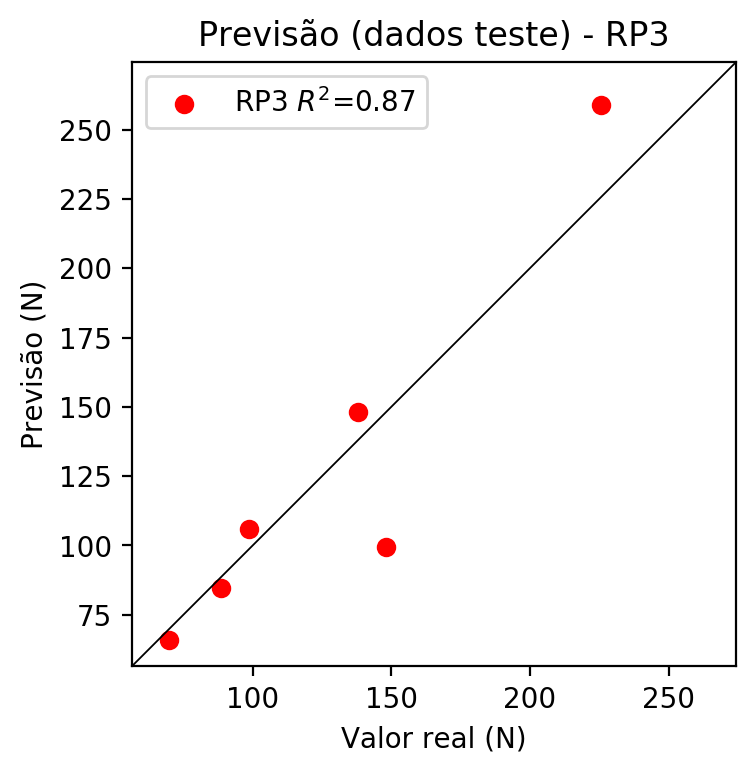 Previsão (dados teste) - RP3
RP3 R²=0.87
250
225
200
175
150
125
100
75
Previsão (N)
100 150 200 250
Valor real (N)